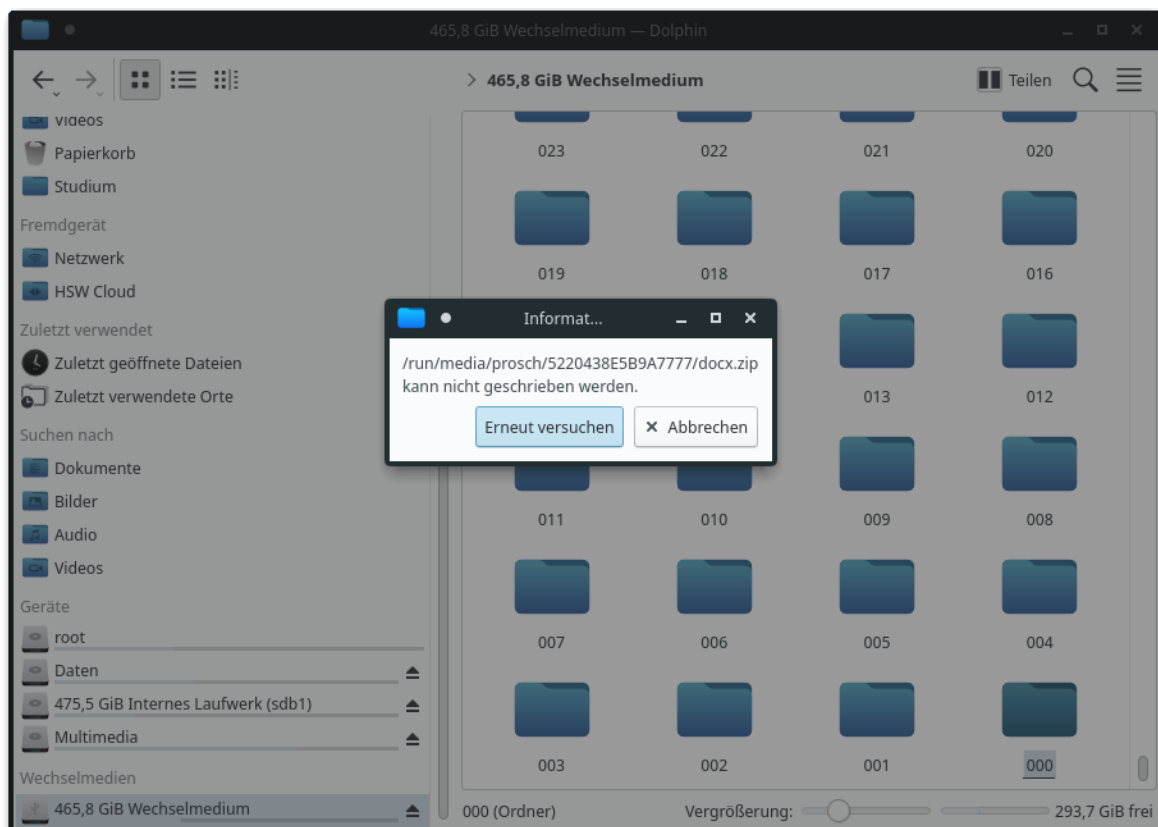 465,8 GiB Wechselmedium — Dolphin
465,8 GiB Wechselmedium
Teilen
Videos
Papierkorb
Studium
Fremdgerät
Netzwerk
HSW Cloud
Zuletzt verwendet
Zuletzt geöffnete Dateien
Zuletzt verwendete Orte
Suchen nach
Dokumente
Bilder
Audio
Videos
Geräte
root
Daten
475,5 GiB Internes Laufwerk (sdb1)
Multimedia
Wechselmedien
465,8 GiB Wechselmedium
023 022 021 020
019 018 017 016
Informat...
/run/media/prosch/5220438E5B9A7777/docx.zip
kann nicht geschrieben werden.
Erneut versuchen
Abbrechen
013 012
011 010 009 008
007 006 005 004
003 002 001 000
000 (Ordner)
Vergrößerung:
293,7 GiB frei